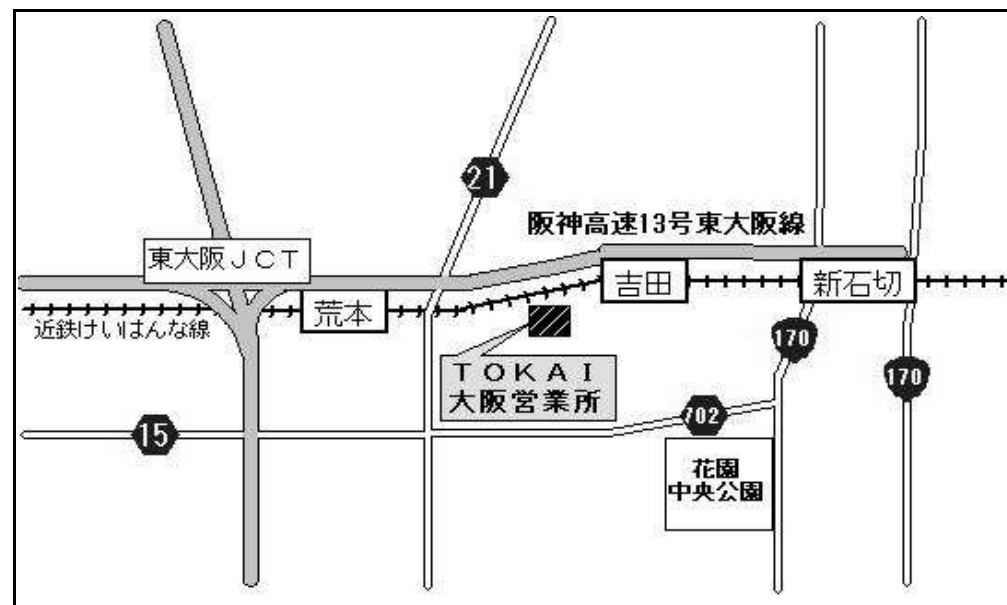 21
阪神高速13号東大阪線
東大阪JCT
吉田
新石切
荒本
近鉄けいはんな線
170
TOKAI
大阪営業所
170
702
15
花園
中央公園